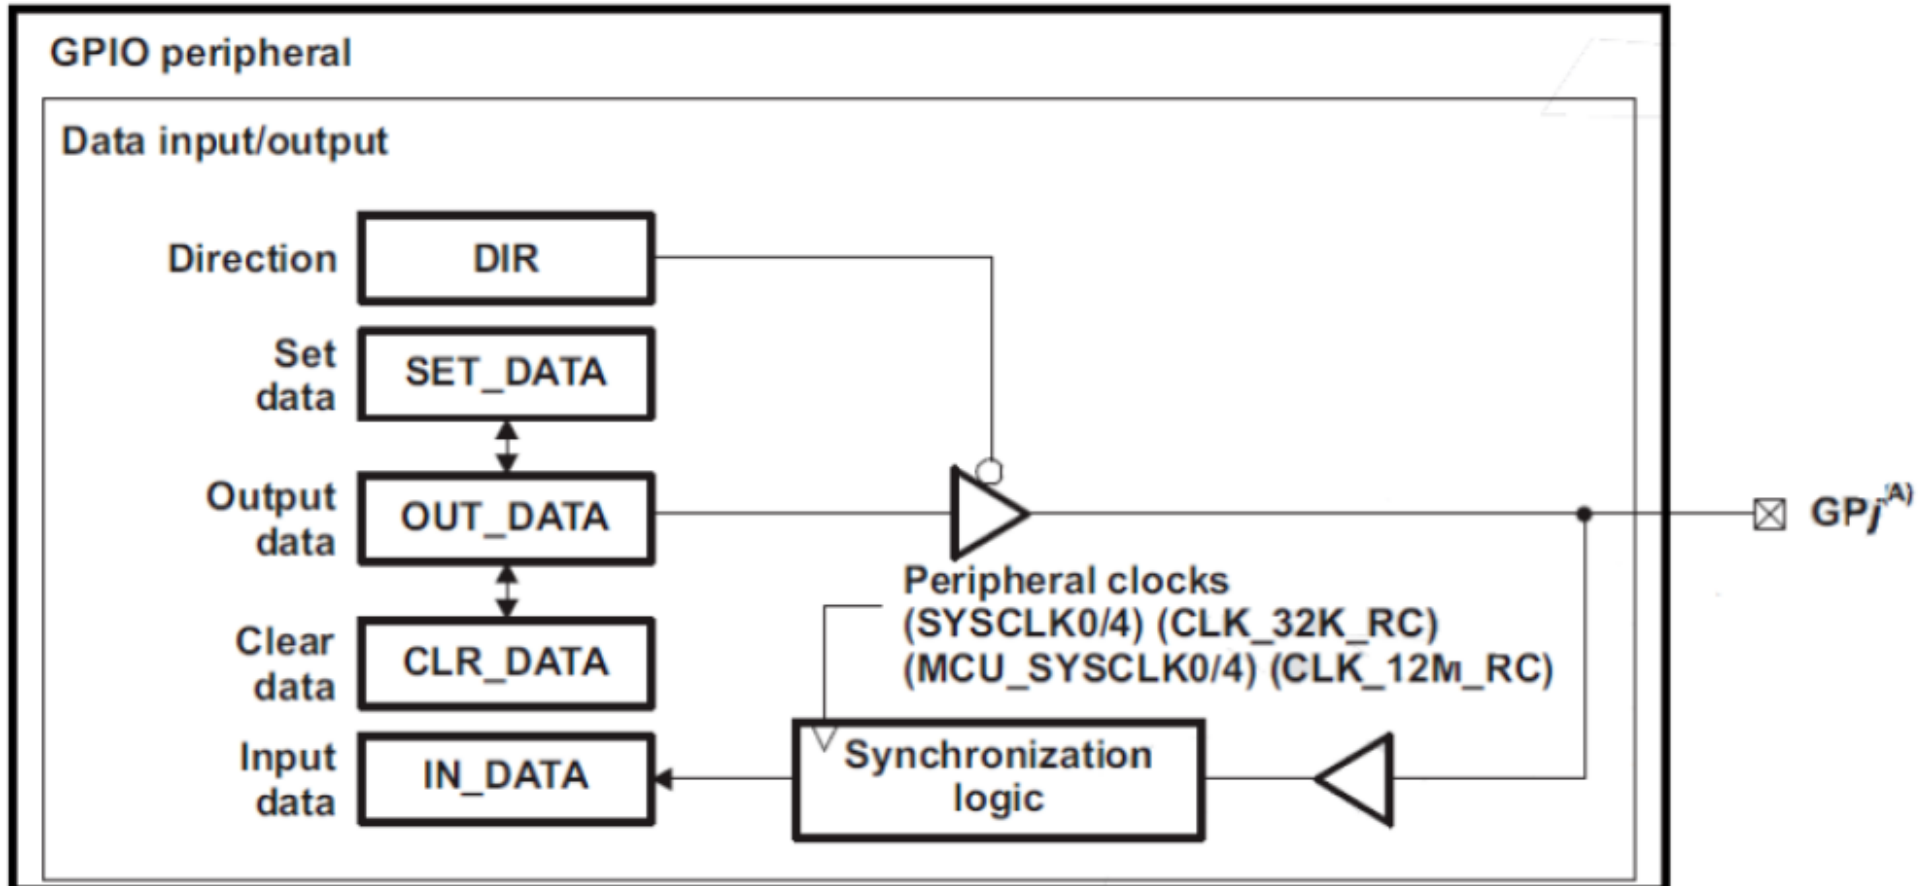 GPIO peripheral
Data input/output
Direction
DIR
Set
data
SET_DATA
Output
data
OUT_DATA
GPj(A)
Peripheral clocks
(SYSCLK0/4) (CLK_32K_RC)
(MCU_SYSCLK0/4) (CLK_12M_RC)
Clear
data
CLR_DATA
Input
data
IN_DATA
Synchronization
logic